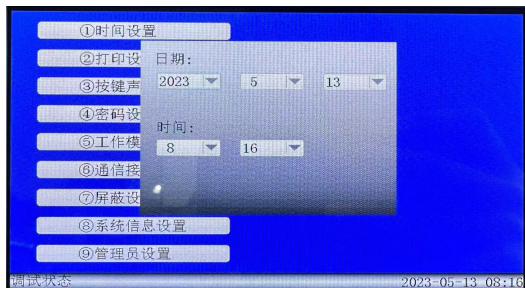 ①时间设置
②打印设
③按键声
④密码设
⑤工作模
⑥通信接
⑦屏蔽设
⑧系统信息设置
⑨管理员设置
日期:
2023 5 13
时间:
8 16
调试状态 2023-05-13 08:16